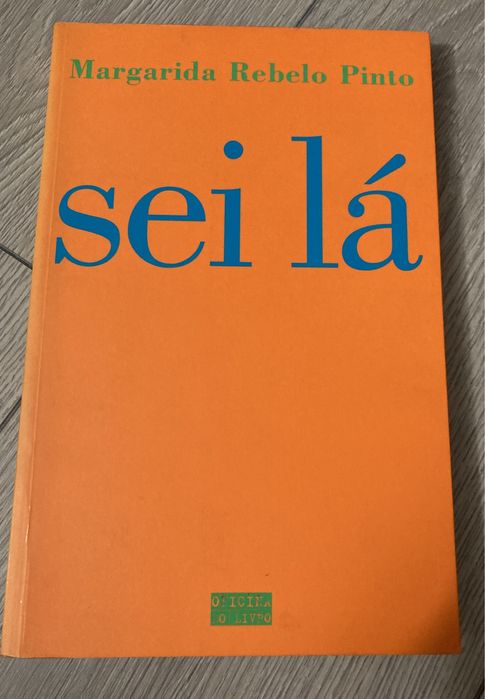 Margarida Rebelo Pinto
sei lá
OFICINA
DO LIVRO